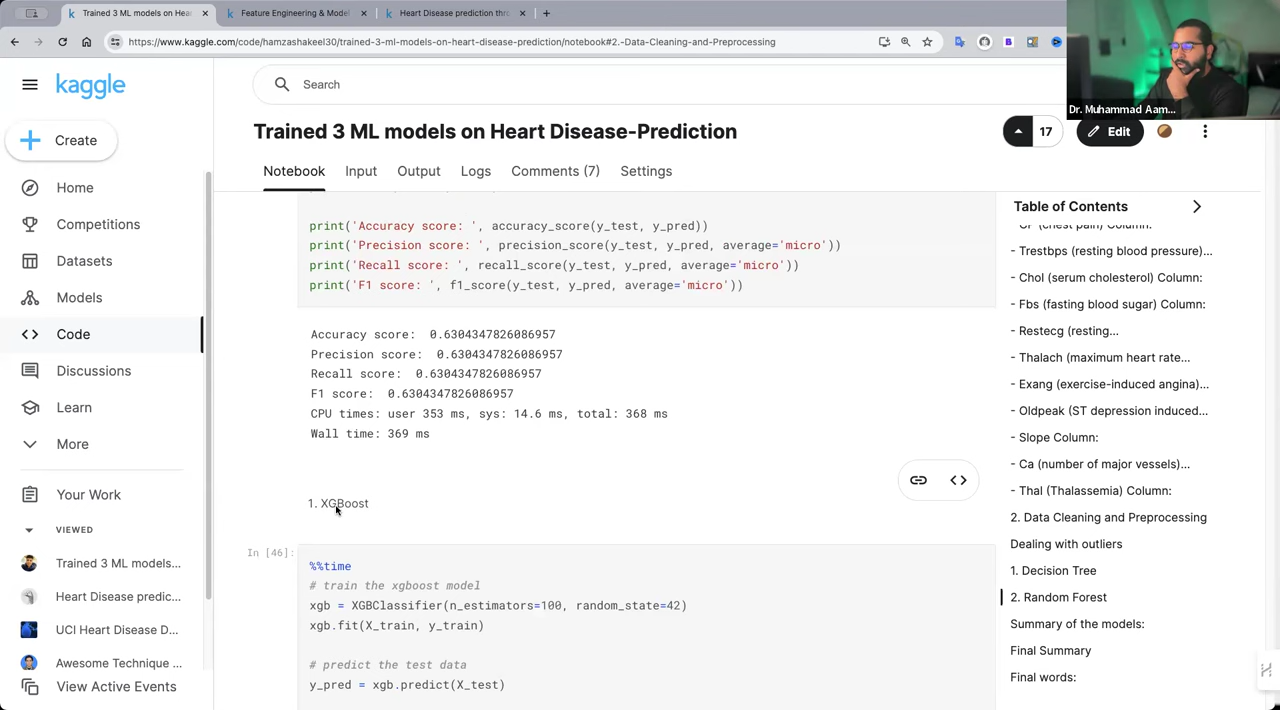 Trained 3 ML models on Hear
Feature Engineering & Model
Heart Disease prediction thro
https://www.kaggle.com/code/hamzashakeel30/trained-3-ml-models-on-heart-disease-prediction/notebook#2.-Data-Cleaning-and-Preprocessing
Dr. Muhammad Aam...
kaggle
Search
Create
Home
Competitions
Datasets
Models
Code
Discussions
Learn
More
Your Work
VIEWED
Trained 3 ML models...
Heart Disease predic...
UCI Heart Disease D...
Awesome Technique ...
View Active Events
Trained 3 ML models on Heart Disease-Prediction
17
Edit
Notebook
Input
Output
Logs
Comments (7)
Settings
print('Accuracy score: ', accuracy_score(y_test, y_pred))
print('Precision score: ', precision_score(y_test, y_pred, average='micro'))
print('Recall score: ', recall_score(y_test, y_pred, average='micro'))
print('F1 score: ', f1_score(y_test, y_pred, average='micro'))
Accuracy score:  0.6304347826086957
Precision score:  0.6304347826086957
Recall score:  0.6304347826086957
F1 score:  0.6304347826086957
CPU times: user 353 ms, sys: 14.6 ms, total: 368 ms
Wall time: 369 ms
1. XGBoost
In [46]:
%%time
# train the xgboost model
xgb = XGBClassifier(n_estimators=100, random_state=42)
xgb.fit(X_train, y_train)
# predict the test data
y_pred = xgb.predict(X_test)
Table of Contents
- CP (chest pain) Column:
- Trestbps (resting blood pressure)...
- Chol (serum cholesterol) Column:
- Fbs (fasting blood sugar) Column:
- Restecg (resting...
- Thalach (maximum heart rate...
- Exang (exercise-induced angina)...
- Oldpeak (ST depression induced...
- Slope Column:
- Ca (number of major vessels)...
- Thal (Thalassemia) Column:
2. Data Cleaning and Preprocessing
Dealing with outliers
1. Decision Tree
2. Random Forest
Summary of the models:
Final Summary
Final words: